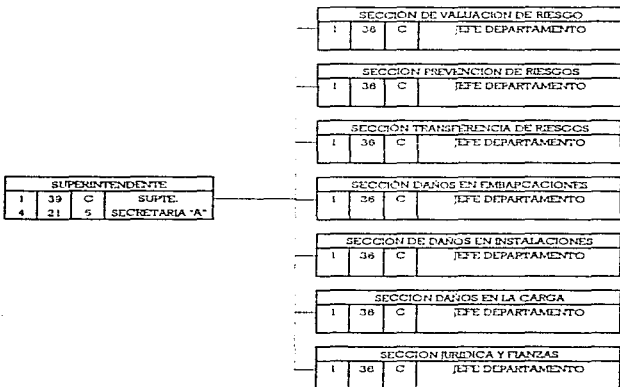 SECCION DE VALUACION DE RIESGO
1 36 C JEFE DEPARTAMENTO
SECCION PREVENCION DE RIESGOS
1 36 C JEFE DEPARTAMENTO
SECCIÓN TRANSFERENCIA DE RIESGOS
1 36 C JEFE DEPARTAMENTO
SUPERINTENDENTE
1 39 C SUPTE.
4 21 5 SECRETARIA "A"
SECCIÓN DAÑOS EN EMBARCACIONES
1 36 C JEFE DEPARTAMENTO
SECCION DE DAÑOS EN INSTALACIONES
1 36 C JEFE DEPARTAMENTO
SECCION DAÑOS EN LA CARGA
1 36 C JEFE DEPARTAMENTO
SECCION JURIDICA Y FIANZAS
1 36 C JEFE DEPARTAMENTO